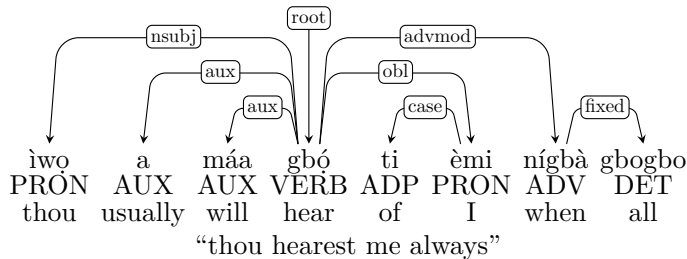 root
nsubj advmod
aux obl
aux case fixed
ìwọ a máa gbọ́ ti èmi nígbà gbogbo
PRON AUX AUX VERB ADP PRON ADV DET
thou usually will hear of I when all
“thou hearest me always”